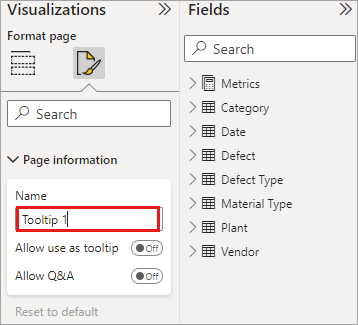 Visualizations
Format page
Search
Page information
Name
Tooltip 1
Allow use as tooltip Off
Allow Q&A Off
Reset to default
Fields
Search
Metrics
Category
Date
Defect
Defect Type
Material Type
Plant
Vendor